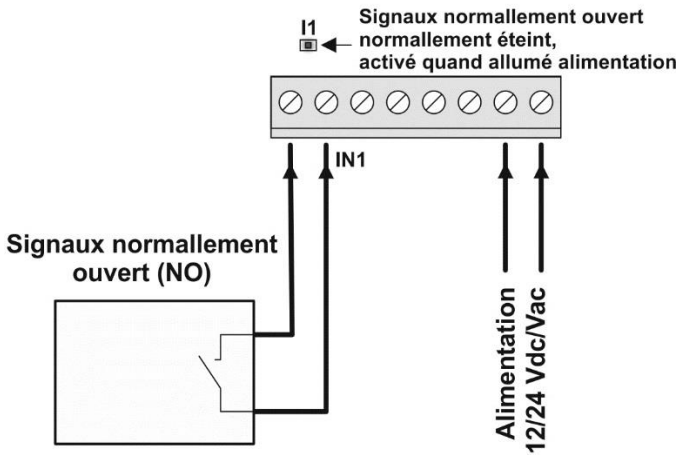 I1
Signaux normallement ouvert
normallement éteint,
activé quand allumé alimentation
IN1
Signaux normallement
ouvert (NO)
Alimentation
12/24 Vdc/Vac